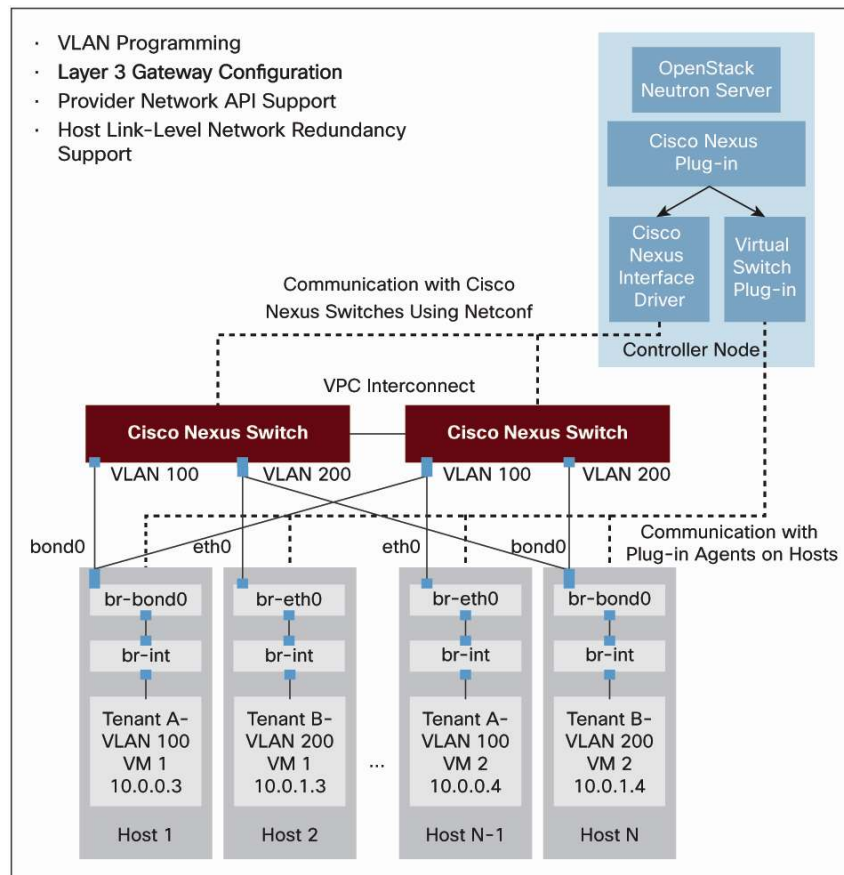 · VLAN Programming
· Layer 3 Gateway Configuration
· Provider Network API Support
· Host Link-Level Network Redundancy
Support
OpenStack
Neutron Server
Cisco Nexus
Plug-in
Cisco
Nexus
Interface
Driver
Virtual
Switch
Plug-in
Controller Node
Communication with Cisco
Nexus Switches Using Netconf
VPC Interconnect
Cisco Nexus Switch
Cisco Nexus Switch
VLAN 100
VLAN 200
VLAN 100
VLAN 200
bond0
eth0
eth0
bond0
Communication with
Plug-in Agents on Hosts
br-bond0
br-int
Tenant A-
VLAN 100
VM 1
10.0.0.3
Host 1
br-eth0
br-int
Tenant B-
VLAN 200
VM 1
10.0.1.3
Host 2
...
br-eth0
br-int
Tenant A-
VLAN 100
VM 2
10.0.0.4
Host N-1
br-bond0
br-int
Tenant B-
VLAN 200
VM 2
10.0.1.4
Host N